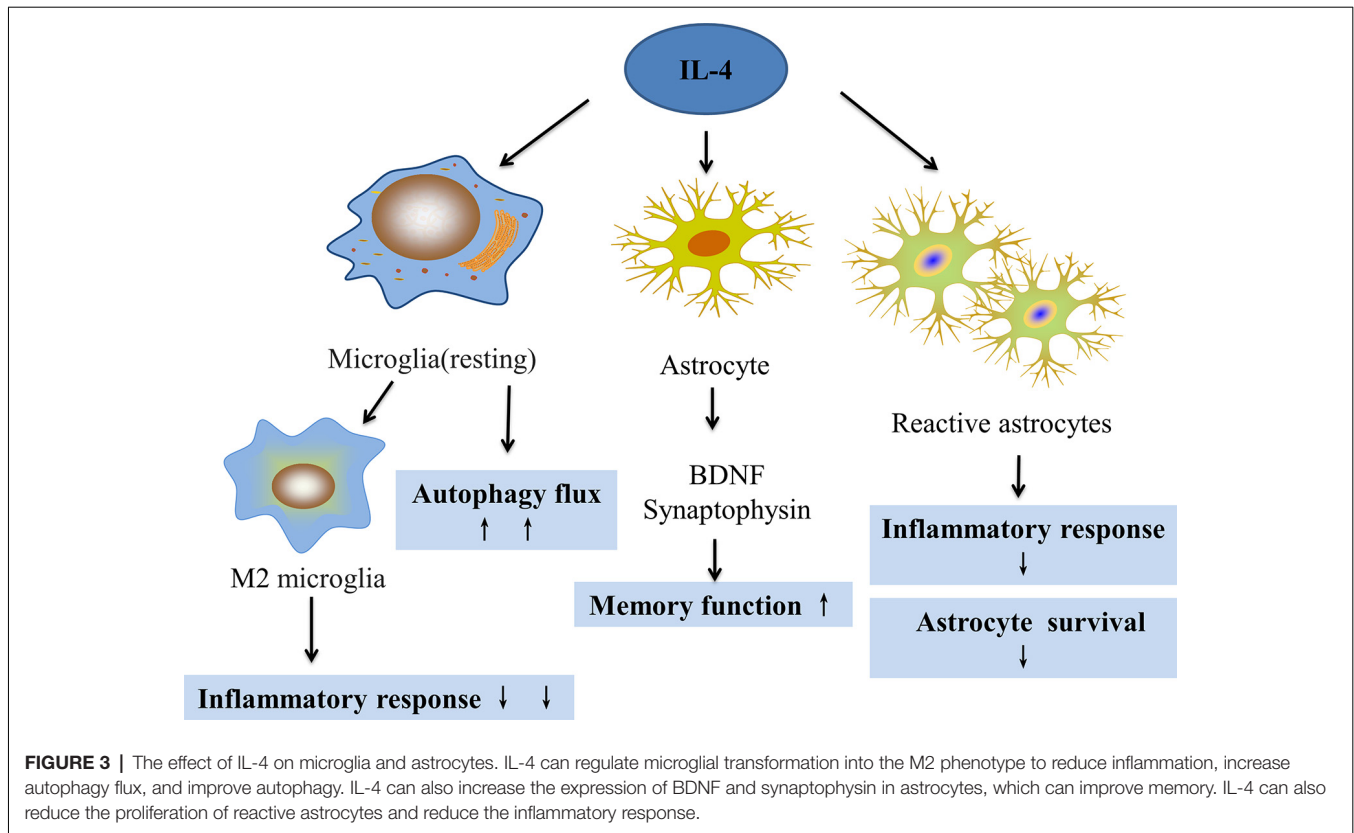 IL-4
Microglia(resting)
Astrocyte
Reactive astrocytes
M2 microglia
Autophagy flux
↑ ↑
BDNF
Synaptophysin
Inflammatory response
↓
Memory function ↑
Astrocyte survival
↓
Inflammatory response ↓ ↓
FIGURE 3 | The effect of IL-4 on microglia and astrocytes. IL-4 can regulate microglial transformation into the M2 phenotype to reduce inflammation, increase
autophagy flux, and improve autophagy. IL-4 can also increase the expression of BDNF and synaptophysin in astrocytes, which can improve memory. IL-4 can also
reduce the proliferation of reactive astrocytes and reduce the inflammatory response.